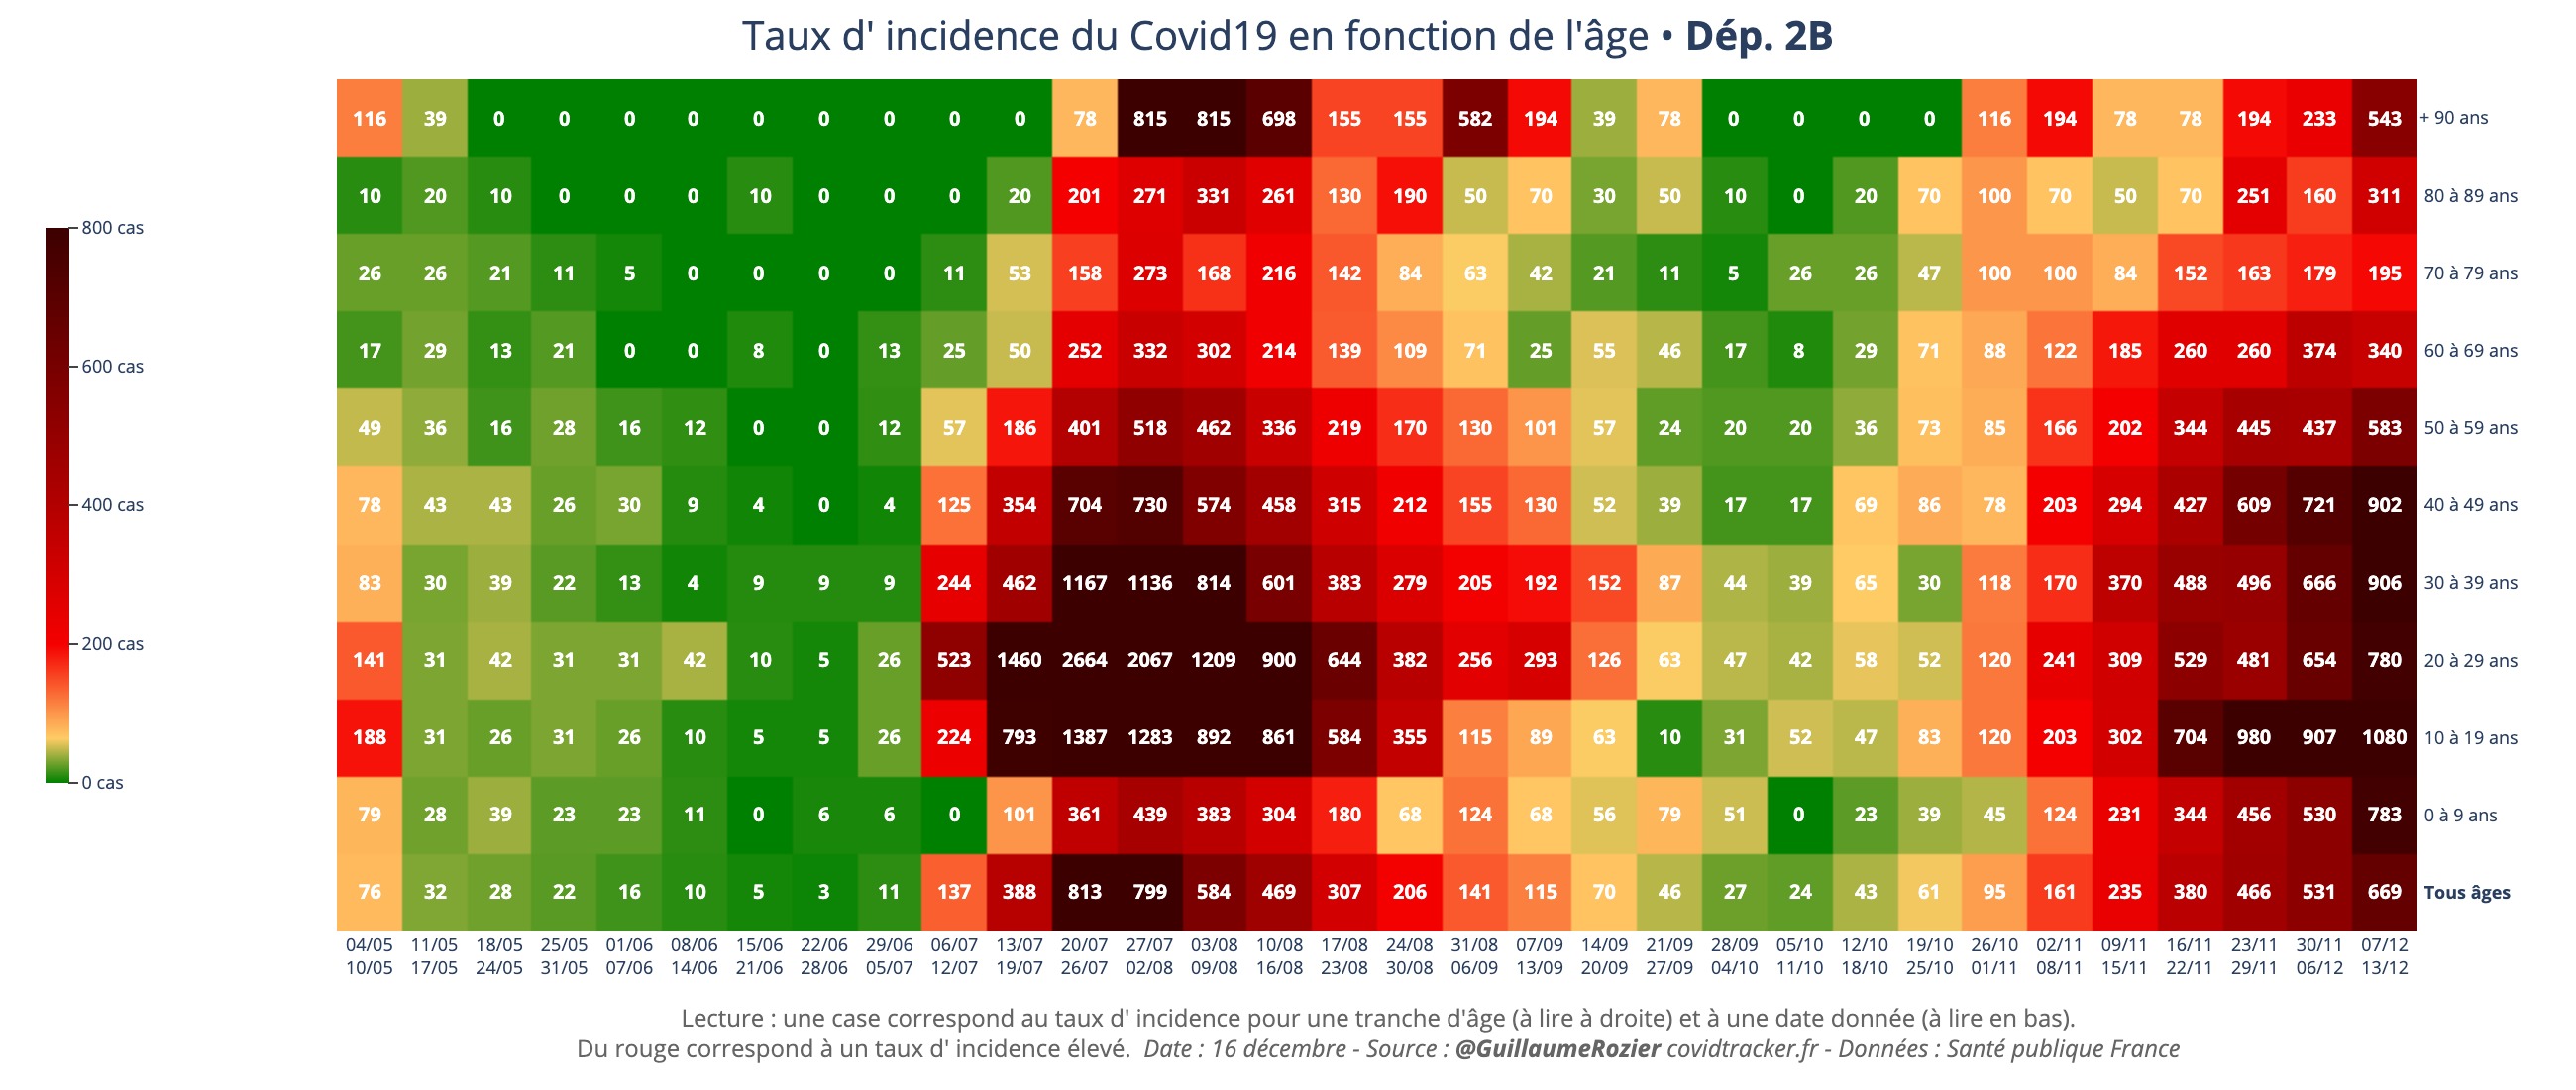 Taux d' incidence du Covid19 en fonction de l'âge • Dép. 2B
116 39 0 0 0 0 0 0 0 0 0 78 815 815 698 155 155 582 194 39 78 0 0 0 0 116 194 78 78 194 233 543 + 90 ans
10 20 10 0 0 0 10 0 0 0 20 201 271 331 261 130 190 50 70 30 50 10 0 20 70 100 70 50 70 251 160 311 80 à 89 ans
800 cas
26 26 21 11 5 0 0 0 0 11 53 158 273 168 216 142 84 63 42 21 11 5 26 26 47 100 100 84 152 163 179 195 70 à 79 ans
17 29 13 21 0 0 8 0 13 25 50 252 332 302 214 139 109 71 25 55 46 17 8 29 71 88 122 185 260 260 374 340 60 à 69 ans
600 cas
49 36 16 28 16 12 0 0 12 57 186 401 518 462 336 219 170 130 101 57 24 20 20 36 73 85 166 202 344 445 437 583 50 à 59 ans
400 cas
78 43 43 26 30 9 4 0 4 125 354 704 730 574 458 315 212 155 130 52 39 17 17 69 86 78 203 294 427 609 721 902 40 à 49 ans
83 30 39 22 13 4 9 9 9 244 462 1167 1136 814 601 383 279 205 192 152 87 44 39 65 30 118 170 370 488 496 666 906 30 à 39 ans
200 cas
141 31 42 31 31 42 10 5 26 523 1460 2664 2067 1209 900 644 382 256 293 126 63 47 42 58 52 120 241 309 529 481 654 780 20 à 29 ans
188 31 26 31 26 10 5 5 26 224 793 1387 1283 892 861 584 355 115 89 63 10 31 52 47 83 120 203 302 704 980 907 1080 10 à 19 ans
0 cas
79 28 39 23 23 11 0 6 6 0 101 361 439 383 304 180 68 124 68 56 79 51 0 23 39 45 124 231 344 456 530 783 0 à 9 ans
76 32 28 22 16 10 5 3 11 137 388 813 799 584 469 307 206 141 115 70 46 27 24 43 61 95 161 235 380 466 531 669 Tous âges
04/05 11/05 18/05 25/05 01/06 08/06 15/06 22/06 29/06 06/07 13/07 20/07 27/07 03/08 10/08 17/08 24/08 31/08 07/09 14/09 21/09 28/09 05/10 12/10 19/10 26/10 02/11 09/11 16/11 23/11 30/11 07/12
10/05 17/05 24/05 31/05 07/06 14/06 21/06 28/06 05/07 12/07 19/07 26/07 02/08 09/08 16/08 23/08 30/08 06/09 13/09 20/09 27/09 04/10 11/10 18/10 25/10 01/11 08/11 15/11 22/11 29/11 06/12 13/12
Lecture : une case correspond au taux d' incidence pour une tranche d'âge (à lire à droite) et à une date donnée (à lire en bas).
Du rouge correspond à un taux d' incidence élevé. Date : 16 décembre - Source : @GuillaumeRozier covidtracker.fr - Données : Santé publique France